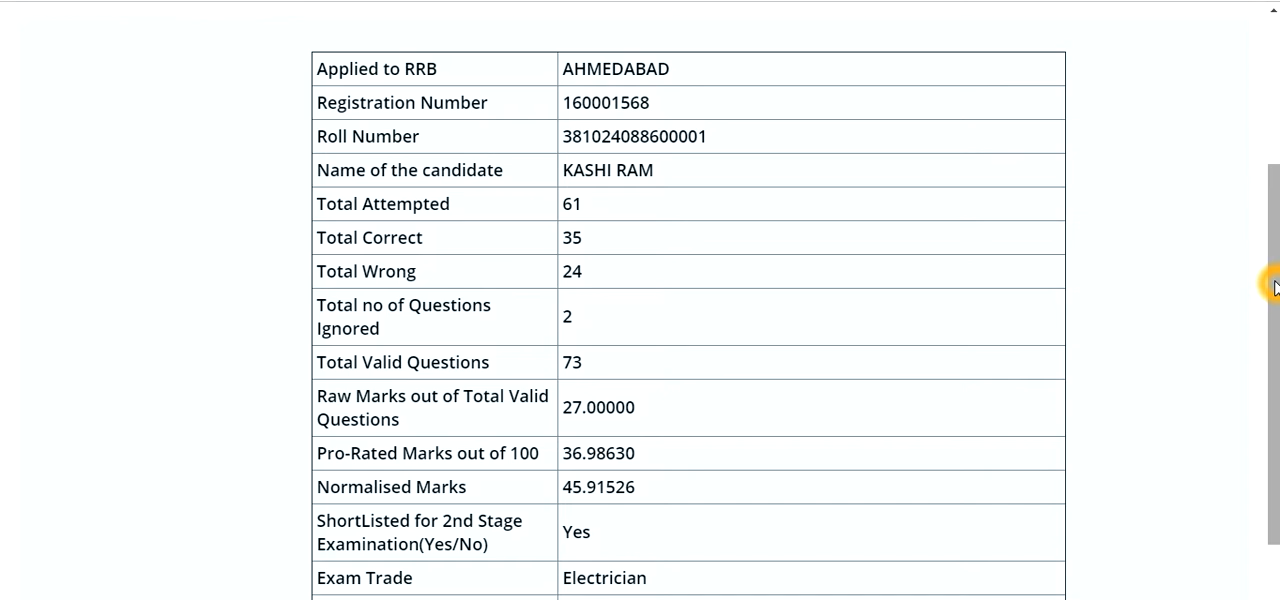 Applied to RRB AHMEDABAD
Registration Number 160001568
Roll Number 381024088600001
Name of the candidate KASHI RAM
Total Attempted 61
Total Correct 35
Total Wrong 24
Total no of Questions
Ignored 2
Total Valid Questions 73
Raw Marks out of Total Valid
Questions 27.00000
Pro-Rated Marks out of 100 36.98630
Normalised Marks 45.91526
ShortListed for 2nd Stage
Examination(Yes/No) Yes
Exam Trade Electrician